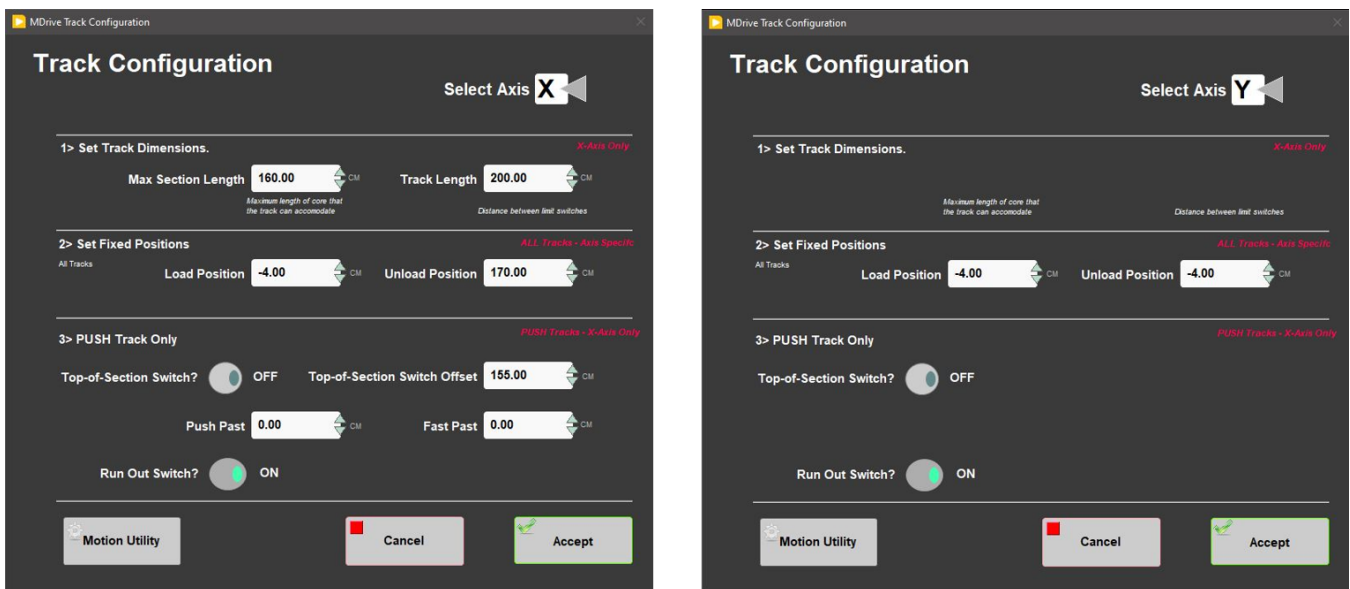 MDrive Track Configuration
Track Configuration
Select Axis X
1> Set Track Dimensions.
X-Axis Only
Max Section Length 160.00 CM Track Length 200.00 CM
Maximum length of core that
the track can accomodate
Distance between limit switches
2> Set Fixed Positions
ALL Tracks - Axis Specifc
All Tracks
Load Position -4.00 CM Unload Position 170.00 CM
PUSH Tracks - X-Axis Only
3> PUSH Track Only
Top-of-Section Switch? OFF Top-of-Section Switch Offset 155.00 CM
Push Past 0.00 CM Fast Past 0.00 CM
Run Out Switch? ON
Motion Utility Cancel Accept
MDrive Track Configuration
Track Configuration
Select Axis Y
1> Set Track Dimensions.
X-Axis Only
Maximum length of core that
the track can accomodate
Distance between limit switches
2> Set Fixed Positions
ALL Tracks - Axis Specifc
All Tracks
Load Position -4.00 CM Unload Position -4.00 CM
PUSH Tracks - X-Axis Only
3> PUSH Track Only
Top-of-Section Switch? OFF
Run Out Switch? ON
Motion Utility Cancel Accept